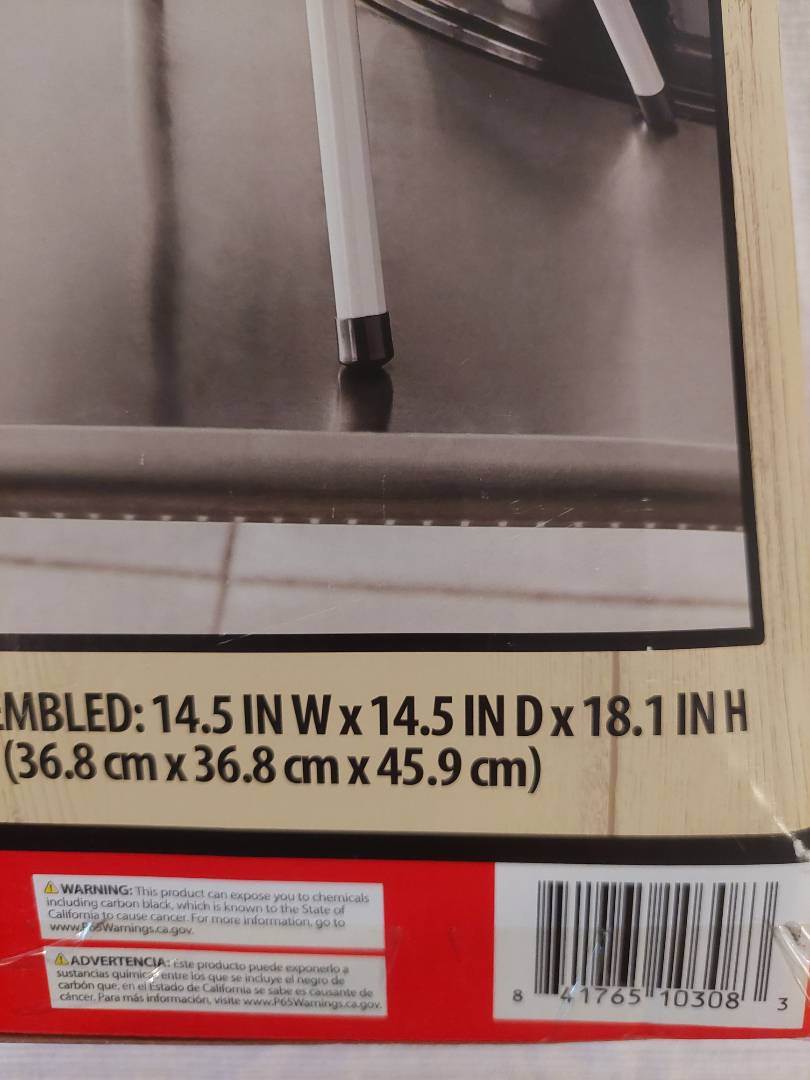 EMBLED: 14.5 IN W x 14.5 IN D x 18.1 IN H
(36.8 cm x 36.8 cm x 45.9 cm)
⚠ WARNING: This product can expose you to chemicals
including carbon black, which is known to the State of
California to cause cancer. For more information, go to
www.P65Warnings.ca.gov.
⚠ ADVERTENCIA: Este producto puede exponerlo a
sustancias químicas entre los que se incluye el negro de
carbón que, en el Estado de California se sabe es causante de
cáncer. Para más información, visite www.P65Warnings.ca.gov.
8 41765 10308 3